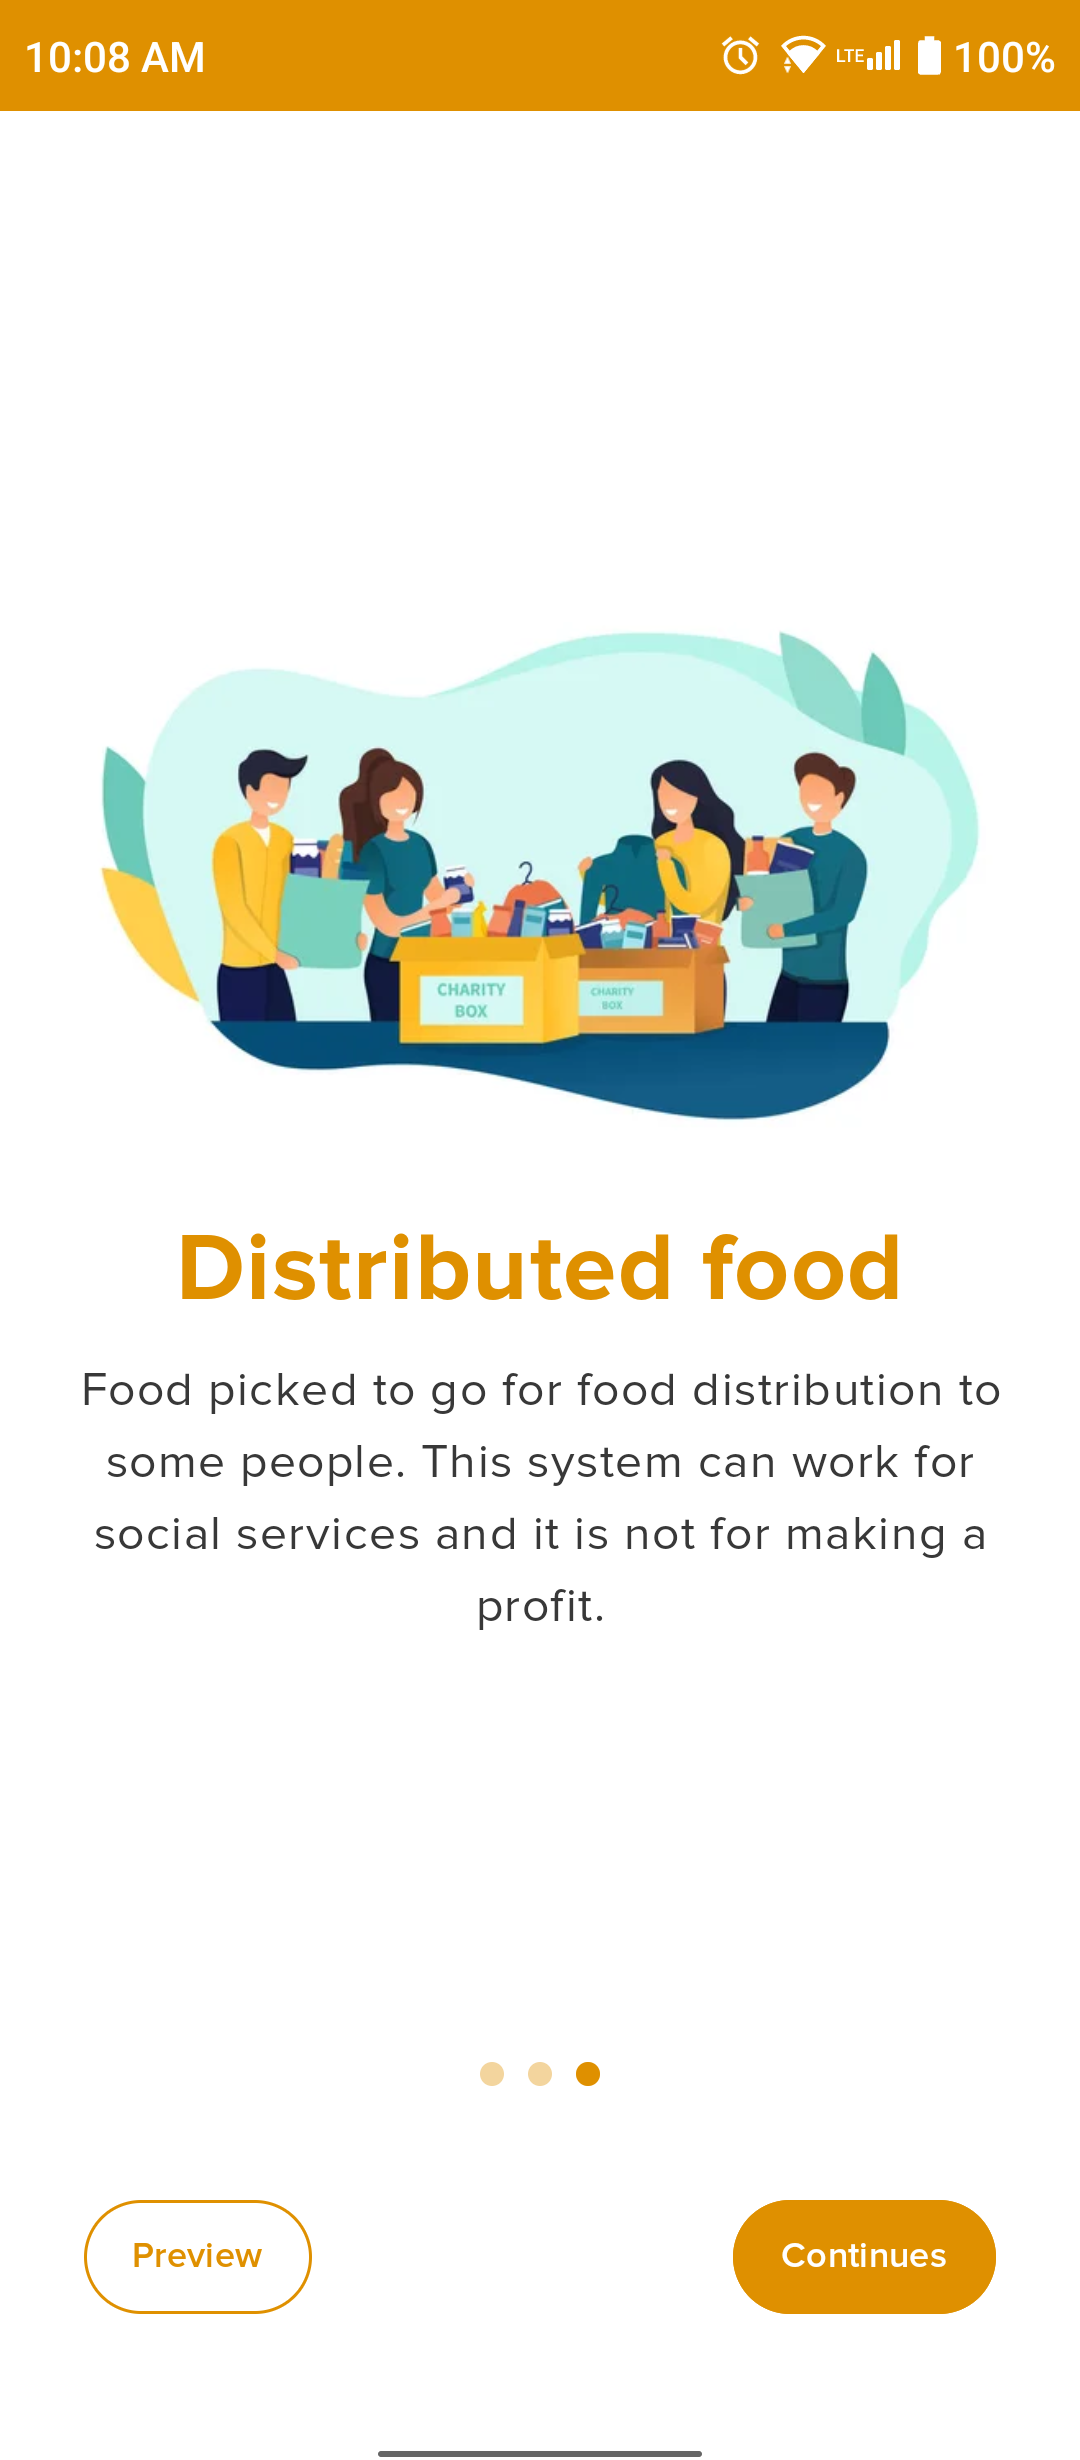 10:08 AM LTE 100%
CHARITY
BOX
CHARITY
BOX
Distributed food
Food picked to go for food distribution to
some people. This system can work for
social services and it is not for making a
profit.
Preview Continues